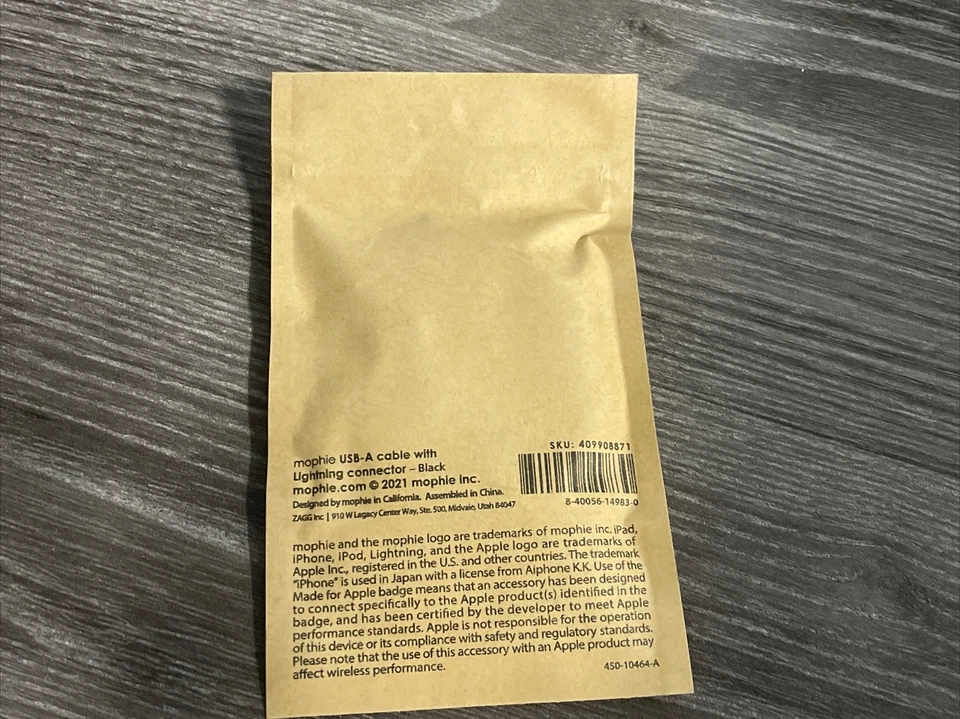 mophie USB-A cable with
Lightning connector – Black
mophie.com © 2021 mophie inc.
Designed by mophie in California. Assembled in China.
ZAGG Inc | 910 W Legacy Center Way, Ste. 500, Midvale, Utah 84047
SKU: 409908871
8-40056-14983-0
mophie and the mophie logo are trademarks of mophie inc. iPad,
iPhone, iPod, Lightning, and the Apple logo are trademarks of
Apple Inc., registered in the U.S. and other countries. The trademark
"iPhone" is used in Japan with a license from Aiphone K.K. Use of the
Made for Apple badge means that an accessory has been designed
to connect specifically to the Apple product(s) identified in the
badge, and has been certified by the developer to meet Apple
performance standards. Apple is not responsible for the operation
of this device or its compliance with safety and regulatory standards.
Please note that the use of this accessory with an Apple product may
affect wireless performance.
450-10464-A